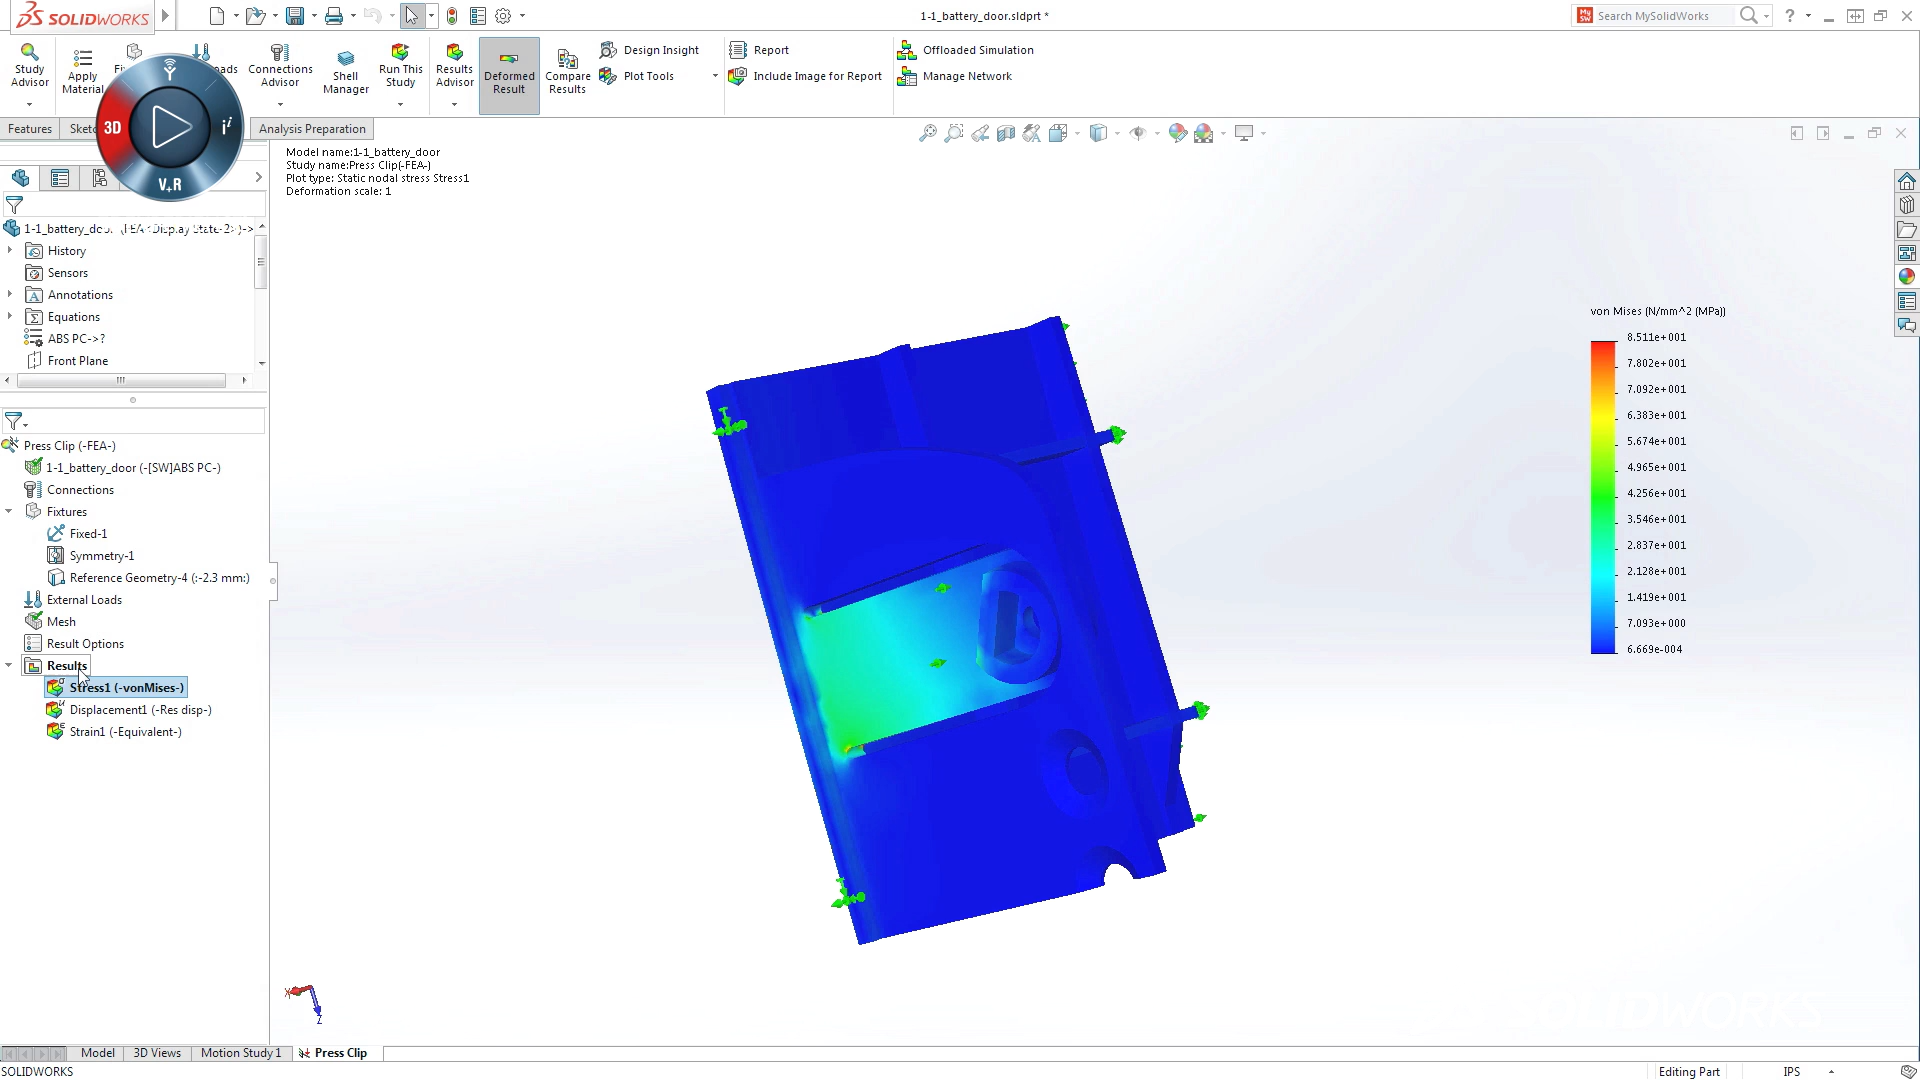 SOLIDWORKS
1-1_battery_door.sldprt *
Search MySolidWorks
Study
Advisor
Apply
Material
Connections
Advisor
Shell
Manager
Run This
Study
Results
Advisor
Deformed
Result
Compare
Results
Design Insight
Plot Tools
Report
Include Image for Report
Offloaded Simulation
Manage Network
3D
V+R
Features
Analysis Preparation
Model name:1-1_battery_door
Study name:Press Clip(-FEA-)
Plot type: Static nodal stress Stress1
Deformation scale: 1
History
Sensors
Annotations
Equations
ABS PC->?
Front Plane
Press Clip (-FEA-)
1-1_battery_door (-[SW]ABS PC-)
Connections
Fixtures
Fixed-1
Symmetry-1
Reference Geometry-4 (:-2.3 mm:)
External Loads
Mesh
Result Options
Results
Stress1 (-vonMises-)
Displacement1 (-Res disp-)
Strain1 (-Equivalent-)
von Mises (N/mm^2 (MPa))
8.511e+001
7.802e+001
7.092e+001
6.383e+001
5.674e+001
4.965e+001
4.256e+001
3.546e+001
2.837e+001
2.128e+001
1.419e+001
7.093e+000
6.669e-004
X
Z
Model
3D Views
Motion Study 1
Press Clip
SOLIDWORKS
Editing Part
IPS